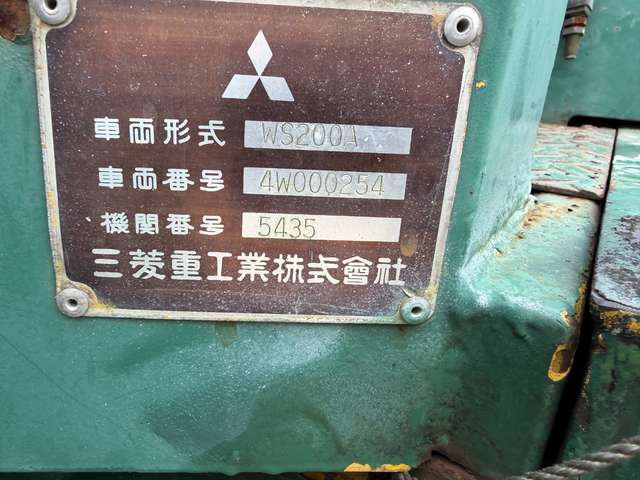 車両形式 WS200A
車両番号 4W000254
機関番号 5435
三菱重工業株式會社